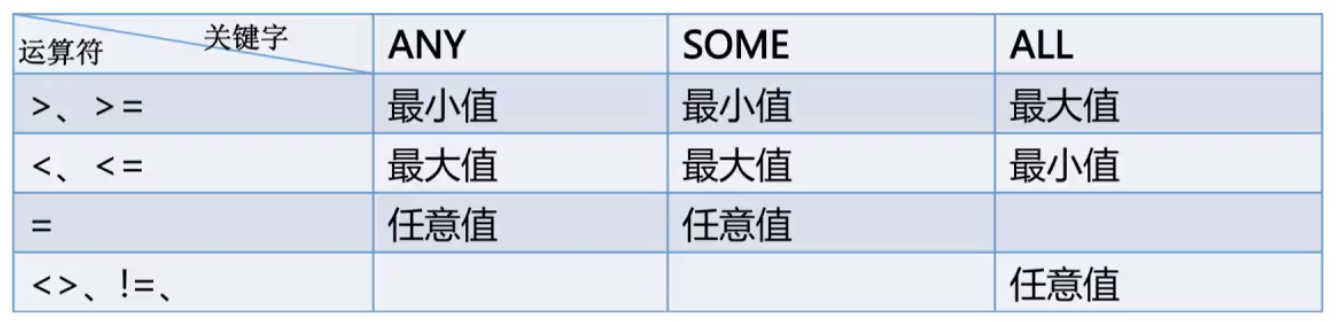 关键字
运算符
ANY SOME ALL
>、>= 最小值 最小值 最大值
<、<= 最大值 最大值 最小值
= 任意值 任意值
<>、!=、 任意值